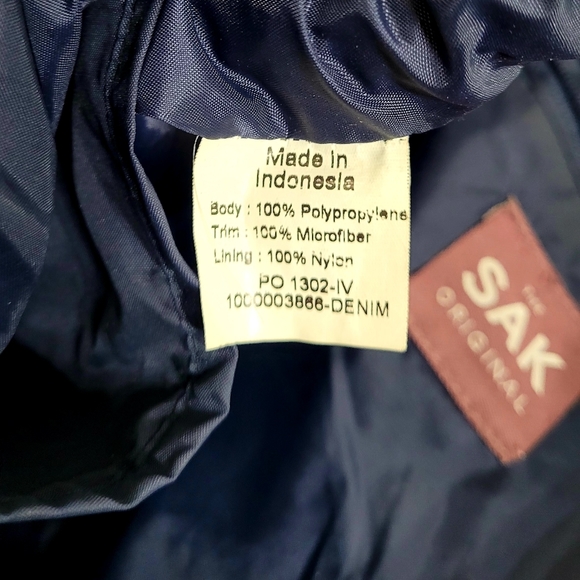 Made in
Indonesia
Body : 100% Polypropylene
Trim : 100% Microfiber
Lining : 100% Nylon
PO 1302-IV
1000003868-DENIM
THE
SAK
ORIGINAL